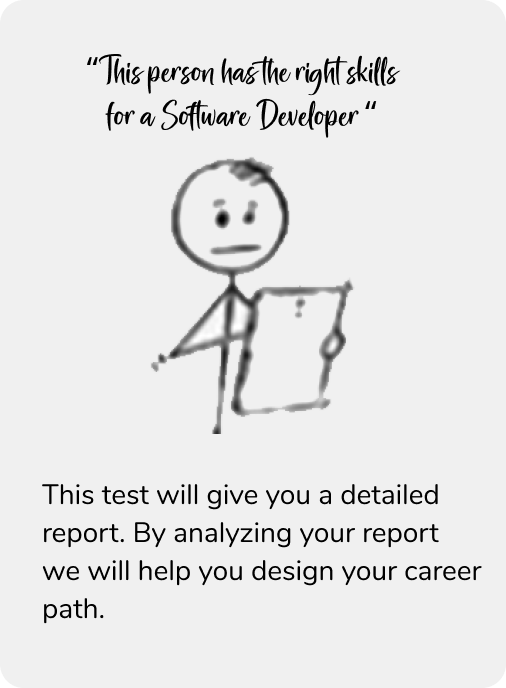 “This person has the right skills
for a Software Developer “
This test will give you a detailed
report. By analyzing your report
we will help you design your career
path.